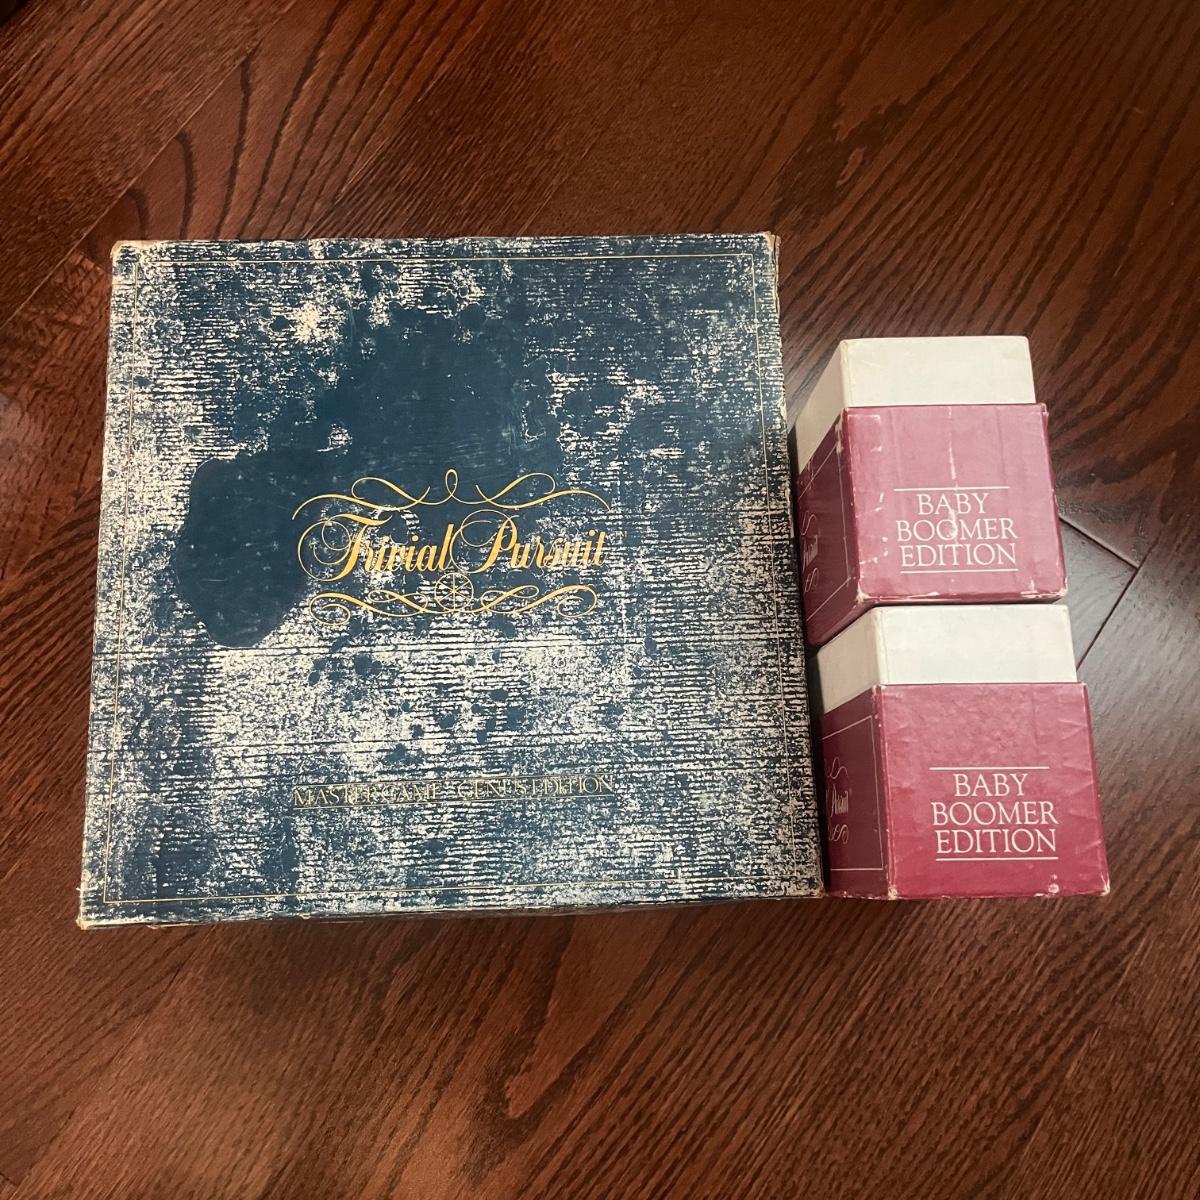 Trivial Pursuit
MASTER GAME - GENUS EDITION
BABY
BOOMER
EDITION
BABY
BOOMER
EDITION